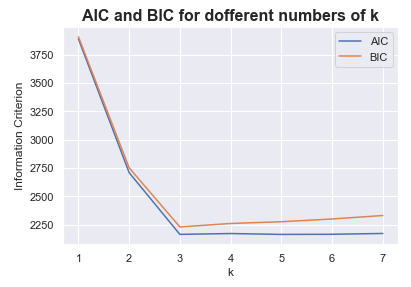 AIC and BIC for dofferent numbers of k
AIC
BIC
Information Criterion
3750
3500
3250
3000
2750
2500
2250
1 2 3 4 5 6 7
k